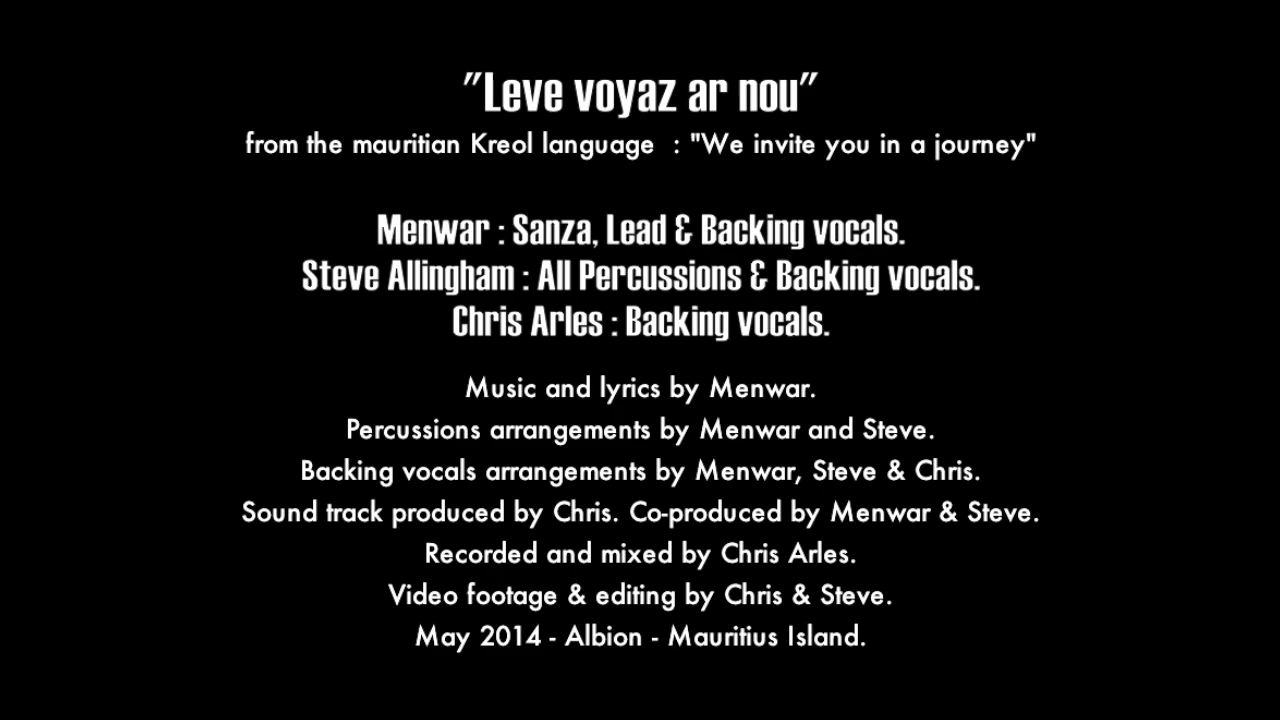 "Leve voyaz ar nou"
from the mauritian Kreol language : "We invite you in a journey"
Menwar : Sanza, Lead & Backing vocals.
Steve Allingham : All Percussions & Backing vocals.
Chris Arles : Backing vocals.
Music and lyrics by Menwar.
Percussions arrangements by Menwar and Steve.
Backing vocals arrangements by Menwar, Steve & Chris.
Sound track produced by Chris. Co-produced by Menwar & Steve.
Recorded and mixed by Chris Arles.
Video footage & editing by Chris & Steve.
May 2014 - Albion - Mauritius Island.